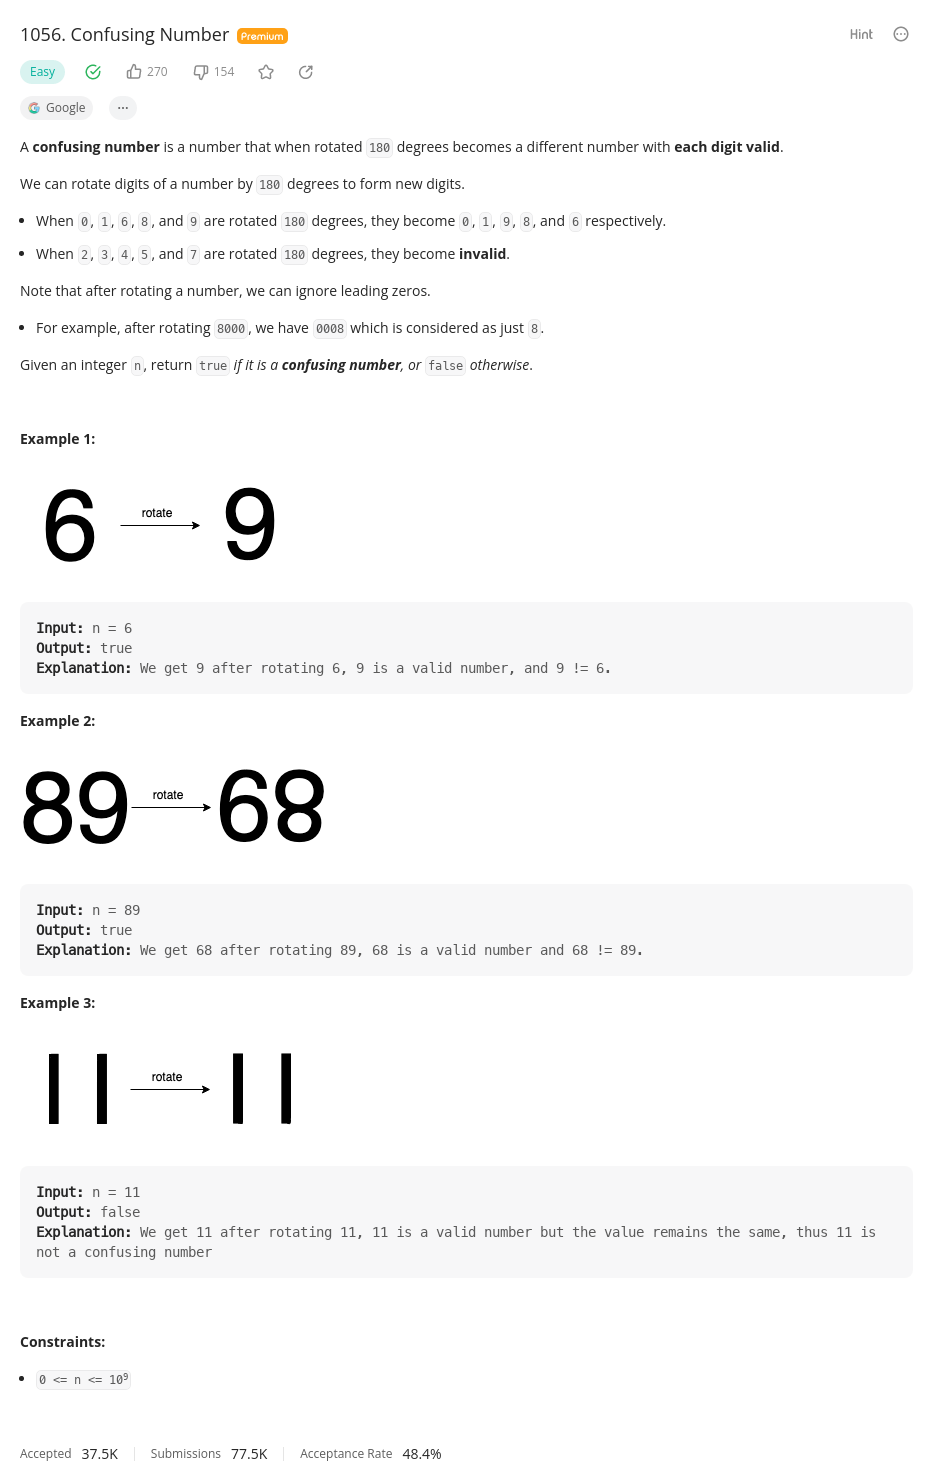 1056. Confusing Number Premium Hint
Easy 270 154
Google ...
A confusing number is a number that when rotated 180 degrees becomes a different number with each digit valid.
We can rotate digits of a number by 180 degrees to form new digits.
• When 0, 1, 6, 8, and 9 are rotated 180 degrees, they become 0, 1, 9, 8, and 6 respectively.
• When 2, 3, 4, 5, and 7 are rotated 180 degrees, they become invalid.
Note that after rotating a number, we can ignore leading zeros.
• For example, after rotating 8000, we have 0008 which is considered as just 8.
Given an integer n, return true if it is a confusing number, or false otherwise.
Example 1:
6 rotate 9
Input: n = 6
Output: true
Explanation: We get 9 after rotating 6, 9 is a valid number, and 9 != 6.
Example 2:
89 rotate 68
Input: n = 89
Output: true
Explanation: We get 68 after rotating 89, 68 is a valid number and 68 != 89.
Example 3:
11 rotate 11
Input: n = 11
Output: false
Explanation: We get 11 after rotating 11, 11 is a valid number but the value remains the same, thus 11 is
not a confusing number
Constraints:
• 0 <= n <= 10⁹
Accepted 37.5K Submissions 77.5K Acceptance Rate 48.4%